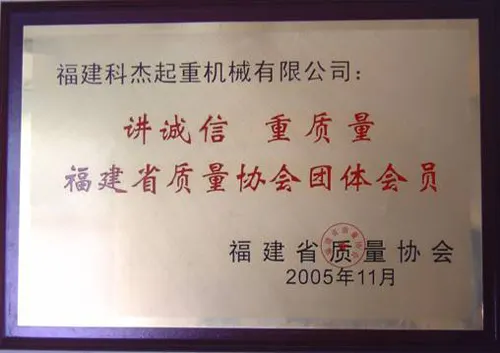 福建科杰起重机械有限公司：
讲诚信 重质量
福建省质量协会团体会员
福建省质量协会
2005年11月